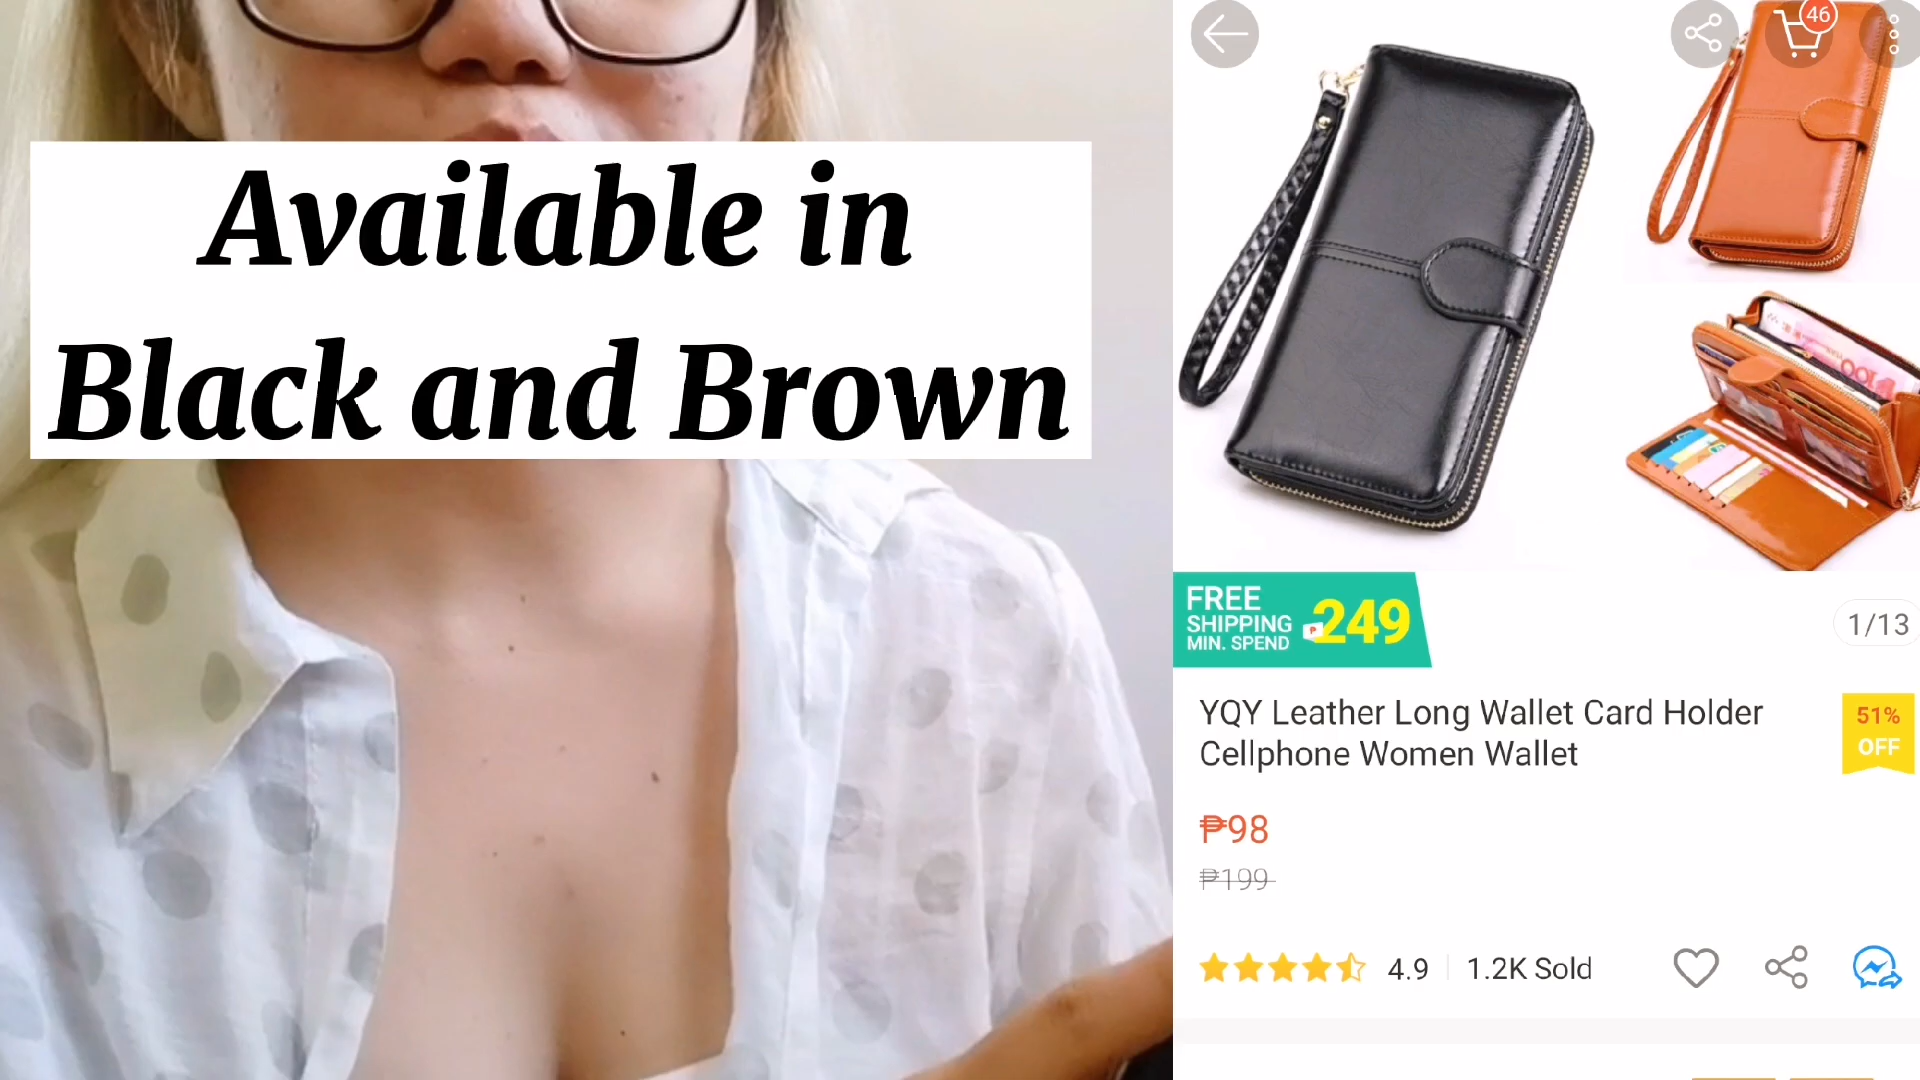 Available in
Black and Brown
46
FREE
SHIPPING
MIN. SPEND
₱249
1/13
YQY Leather Long Wallet Card Holder
Cellphone Women Wallet
51%
OFF
₱98
₱199
4.9
1.2K Sold
100